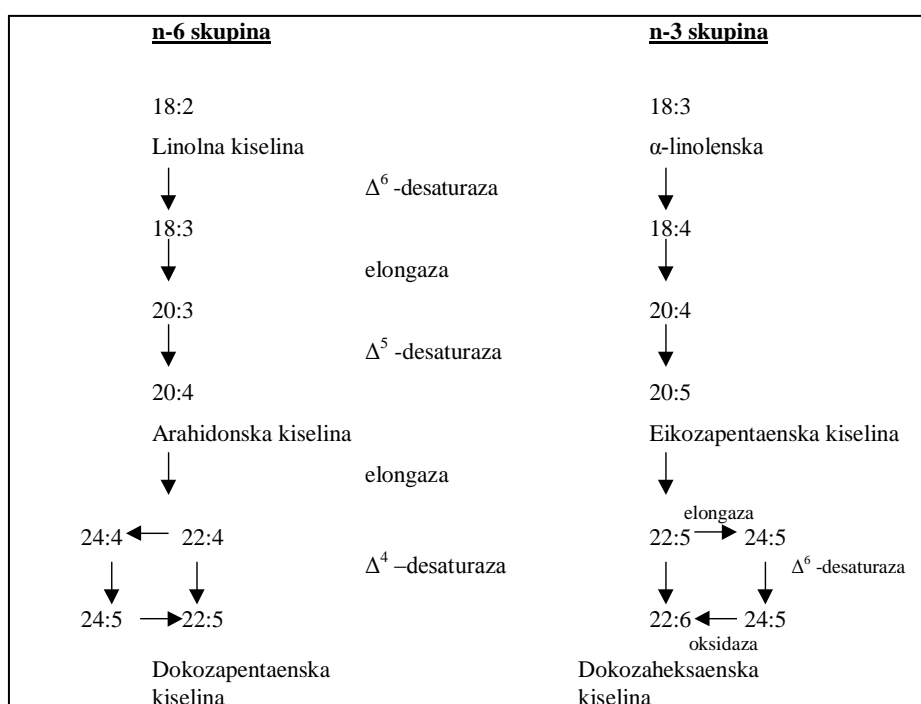 n-6 skupina n-3 skupina
18:2 18:3
Linolna kiselina α-linolenska
Δ⁶ -desaturaza
18:3 18:4
elongaza
20:3 20:4
Δ⁵ -desaturaza
20:4 20:5
Arahidonska kiselina Eikozapentaenska kiselina
elongaza
elongaza
24:4 22:4 22:5 24:5
Δ⁴ –desaturaza Δ⁶ -desaturaza
24:5 22:5 22:6 24:5
oksidaza
Dokozapentaenska Dokozaheksaenska
kiselina kiselina